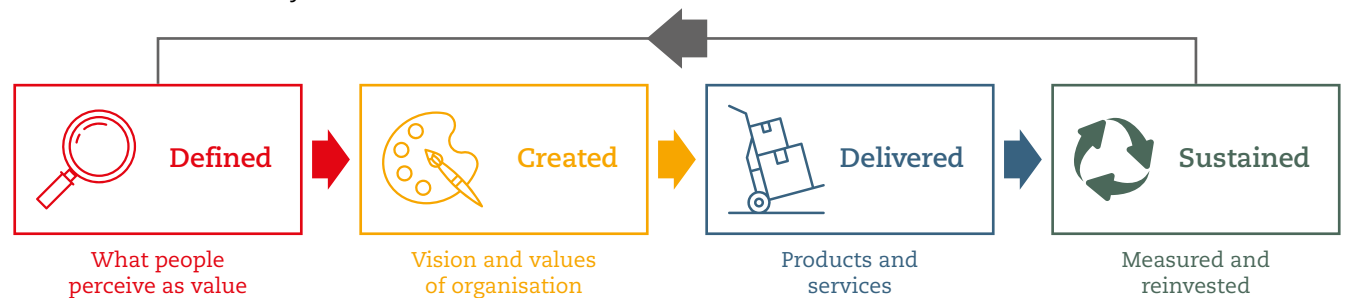 Defined
Created
Delivered
Sustained
What people
perceive as value
Vision and values
of organisation
Products and
services
Measured and
reinvested